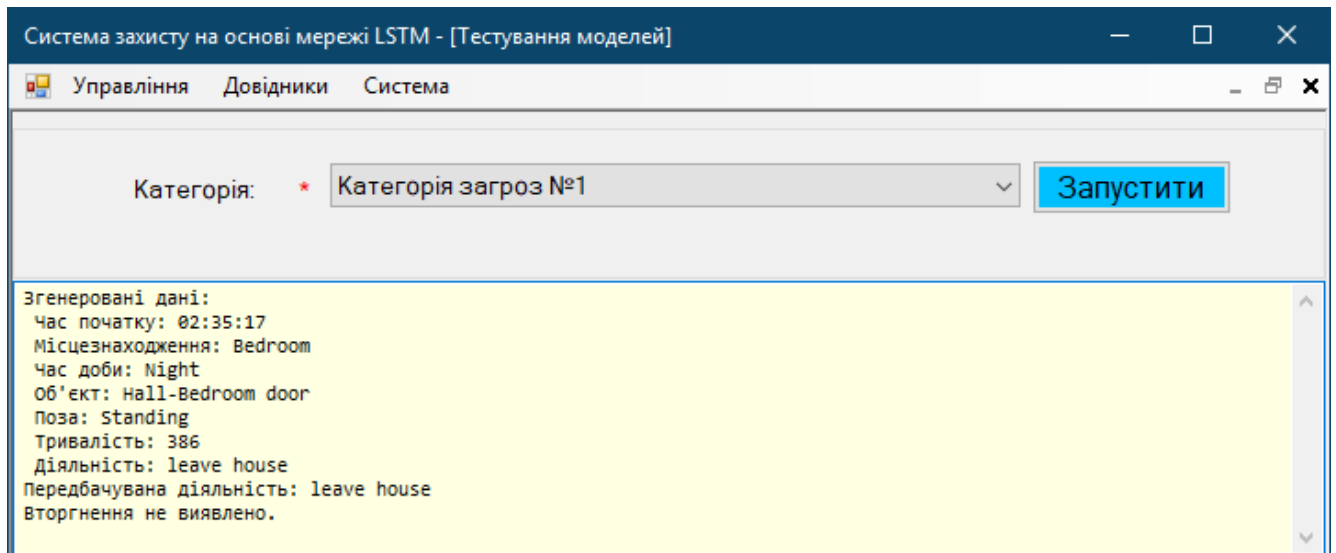 Система захисту на основі мережі LSTM - [Тестування моделей]
Управління Довідники Система
Категорія: * Категорія загроз №1 Запустити
Згенеровані дані:
Час початку: 02:35:17
Місцезнаходження: Bedroom
Час доби: Night
Об'єкт: Hall-Bedroom door
Поза: Standing
Тривалість: 386
Діяльність: leave house
Передбачувана діяльність: leave house
Вторгнення не виявлено.